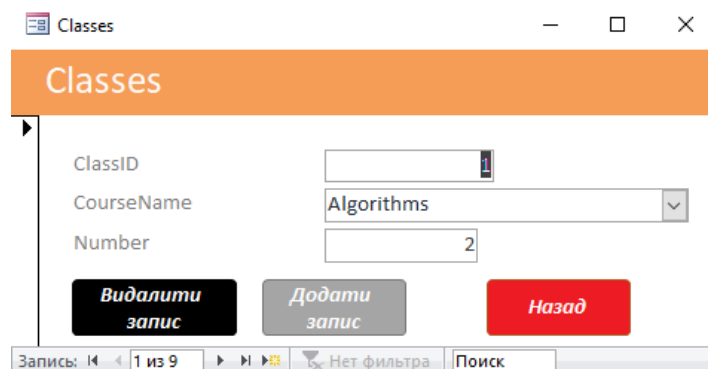 Classes
Classes
ClassID 1
CourseName Algorithms
Number 2
Видалити
запис
Додати
запис
Назад
Запись: 1 из 9 Нет фильтра Поиск